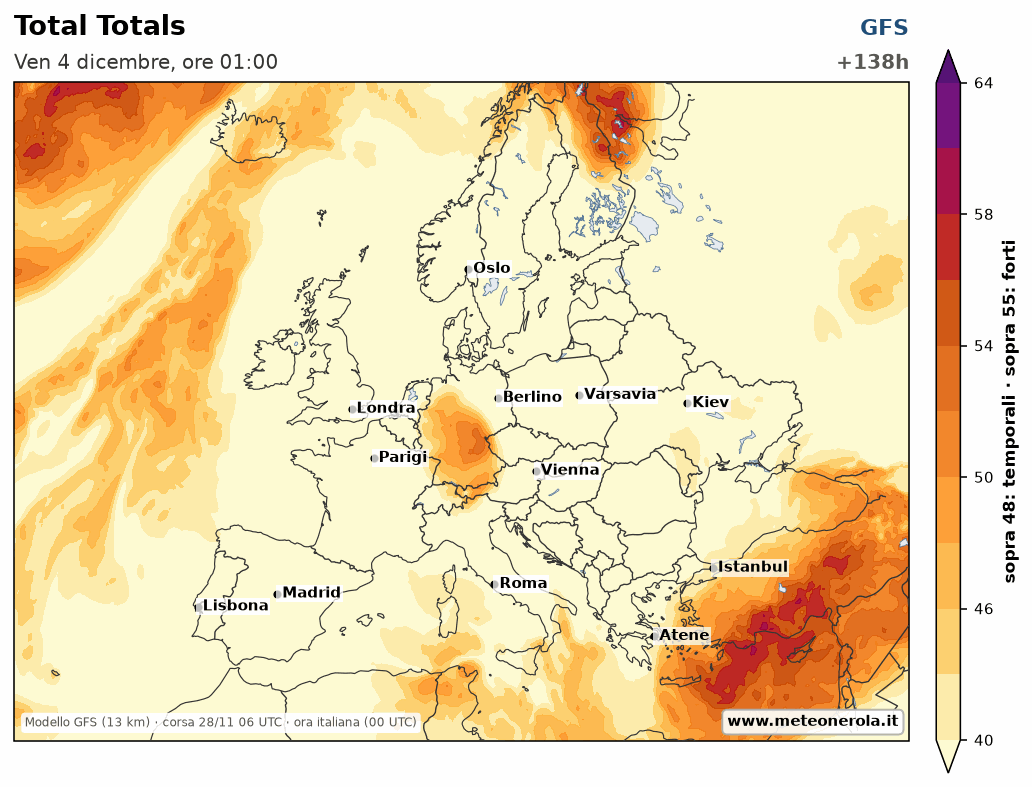 Total Totals
GFS
Ven 4 dicembre, ore 01:00
+138h
64
58
54
50
46
40
sopra 48: temporali · sopra 55: forti
Oslo
Berlino
Varsavia
Kiev
Londra
Parigi
Vienna
Istanbul
Roma
Madrid
Lisbona
Atene
Modello GFS (13 km) · corsa 28/11 06 UTC · ora italiana (00 UTC)
www.meteonerola.it